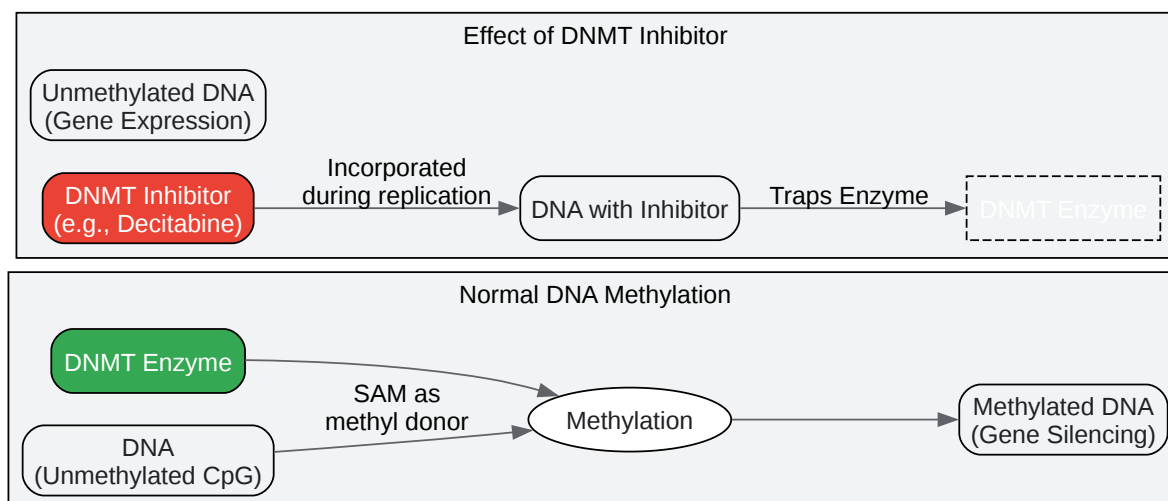 Effect of DNMT Inhibitor
Unmethylated DNA
(Gene Expression)
DNMT Inhibitor
(e.g., Decitabine)
Incorporated
during replication
DNA with Inhibitor
Traps Enzyme
DNMT Enzyme
Normal DNA Methylation
DNMT Enzyme
SAM as
methyl donor
DNA
(Unmethylated CpG)
Methylation
Methylated DNA
(Gene Silencing)